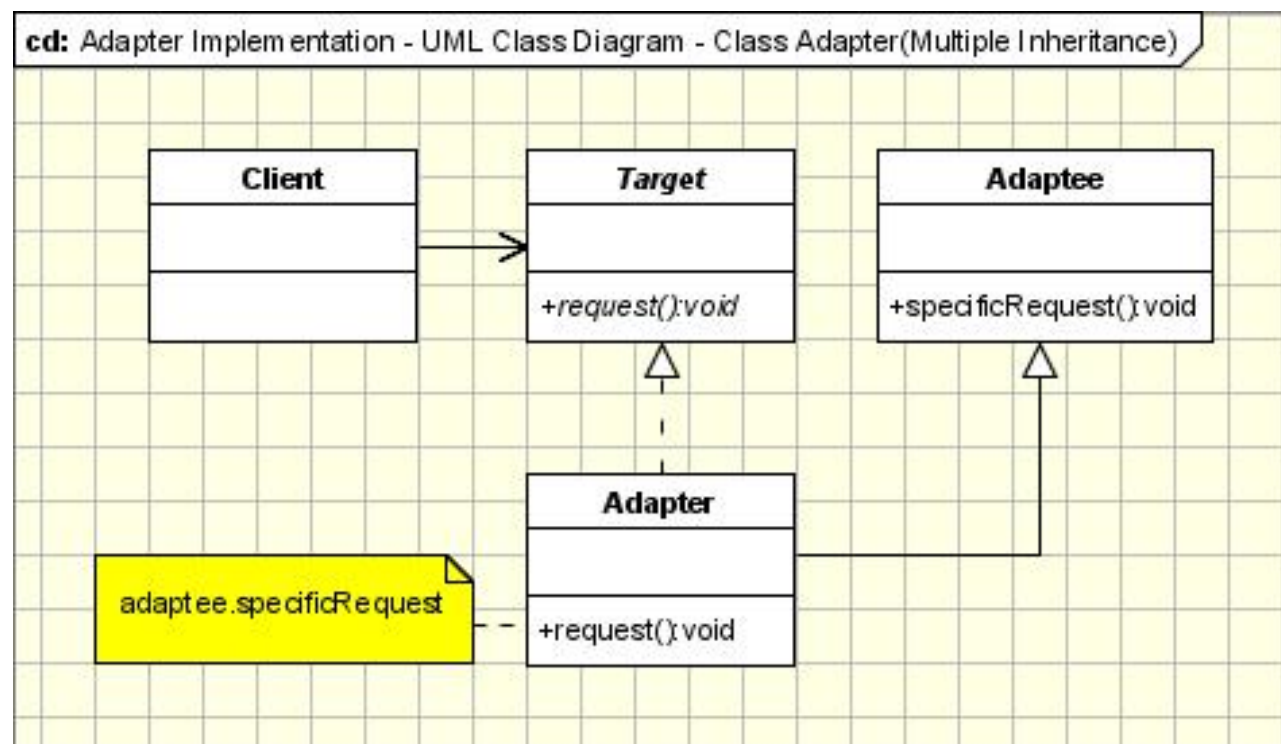 cd: Adapter Implementation - UML Class Diagram - Class Adapter(Multiple Inheritance)
Client
Target
Adaptee
+request():void
+specificRequest():void
Adapter
adaptee.specificRequest
+request():void